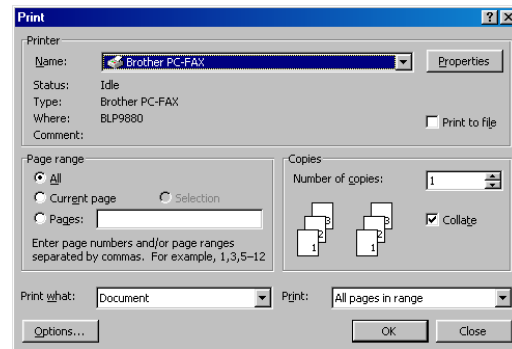 Print
Printer
Name: Brother PC-FAX Properties
Status: Idle
Type: Brother PC-FAX
Where: BLP9880
Comment: Print to file
Page range
All
Current page Selection
Pages:
Enter page numbers and/or page ranges
separated by commas. For example, 1,3,5–12
Copies
Number of copies: 1
3 3
2 2
1 1
Collate
Print what: Document Print: All pages in range
Options... OK Close